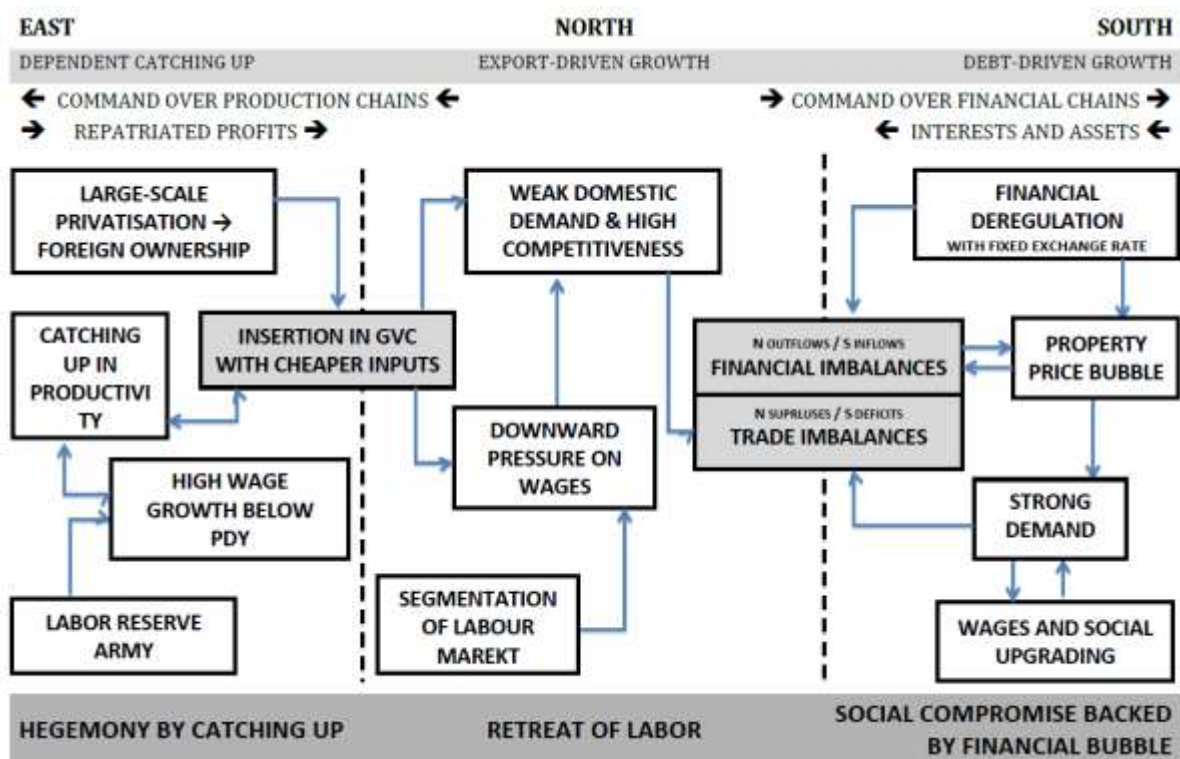 EAST NORTH SOUTH
DEPENDENT CATCHING UP EXPORT-DRIVEN GROWTH DEBT-DRIVEN GROWTH
🡸 COMMAND OVER PRODUCTION CHAINS 🡸 🡺 COMMAND OVER FINANCIAL CHAINS 🡺
🡺 REPATRIATED PROFITS 🡺 🡸 INTERESTS AND ASSETS 🡸
LARGE-SCALE
PRIVATISATION →
FOREIGN OWNERSHIP
WEAK DOMESTIC
DEMAND & HIGH
COMPETITIVENESS
FINANCIAL
DEREGULATION
WITH FIXED EXCHANGE RATE
CATCHING
UP IN
PRODUCTIVI
TY
INSERTION IN GVC
WITH CHEAPER INPUTS
N OUTFLOWS / S INFLOWS
FINANCIAL IMBALANCES
N SUPRLUSES / S DEFICITS
TRADE IMBALANCES
PROPERTY
PRICE BUBBLE
DOWNWARD
PRESSURE ON
WAGES
HIGH WAGE
GROWTH BELOW
PDY
STRONG
DEMAND
LABOR RESERVE
ARMY
SEGMENTATION
OF LABOUR
MAREKT
WAGES AND SOCIAL
UPGRADING
HEGEMONY BY CATCHING UP
RETREAT OF LABOR
SOCIAL COMPROMISE BACKED
BY FINANCIAL BUBBLE